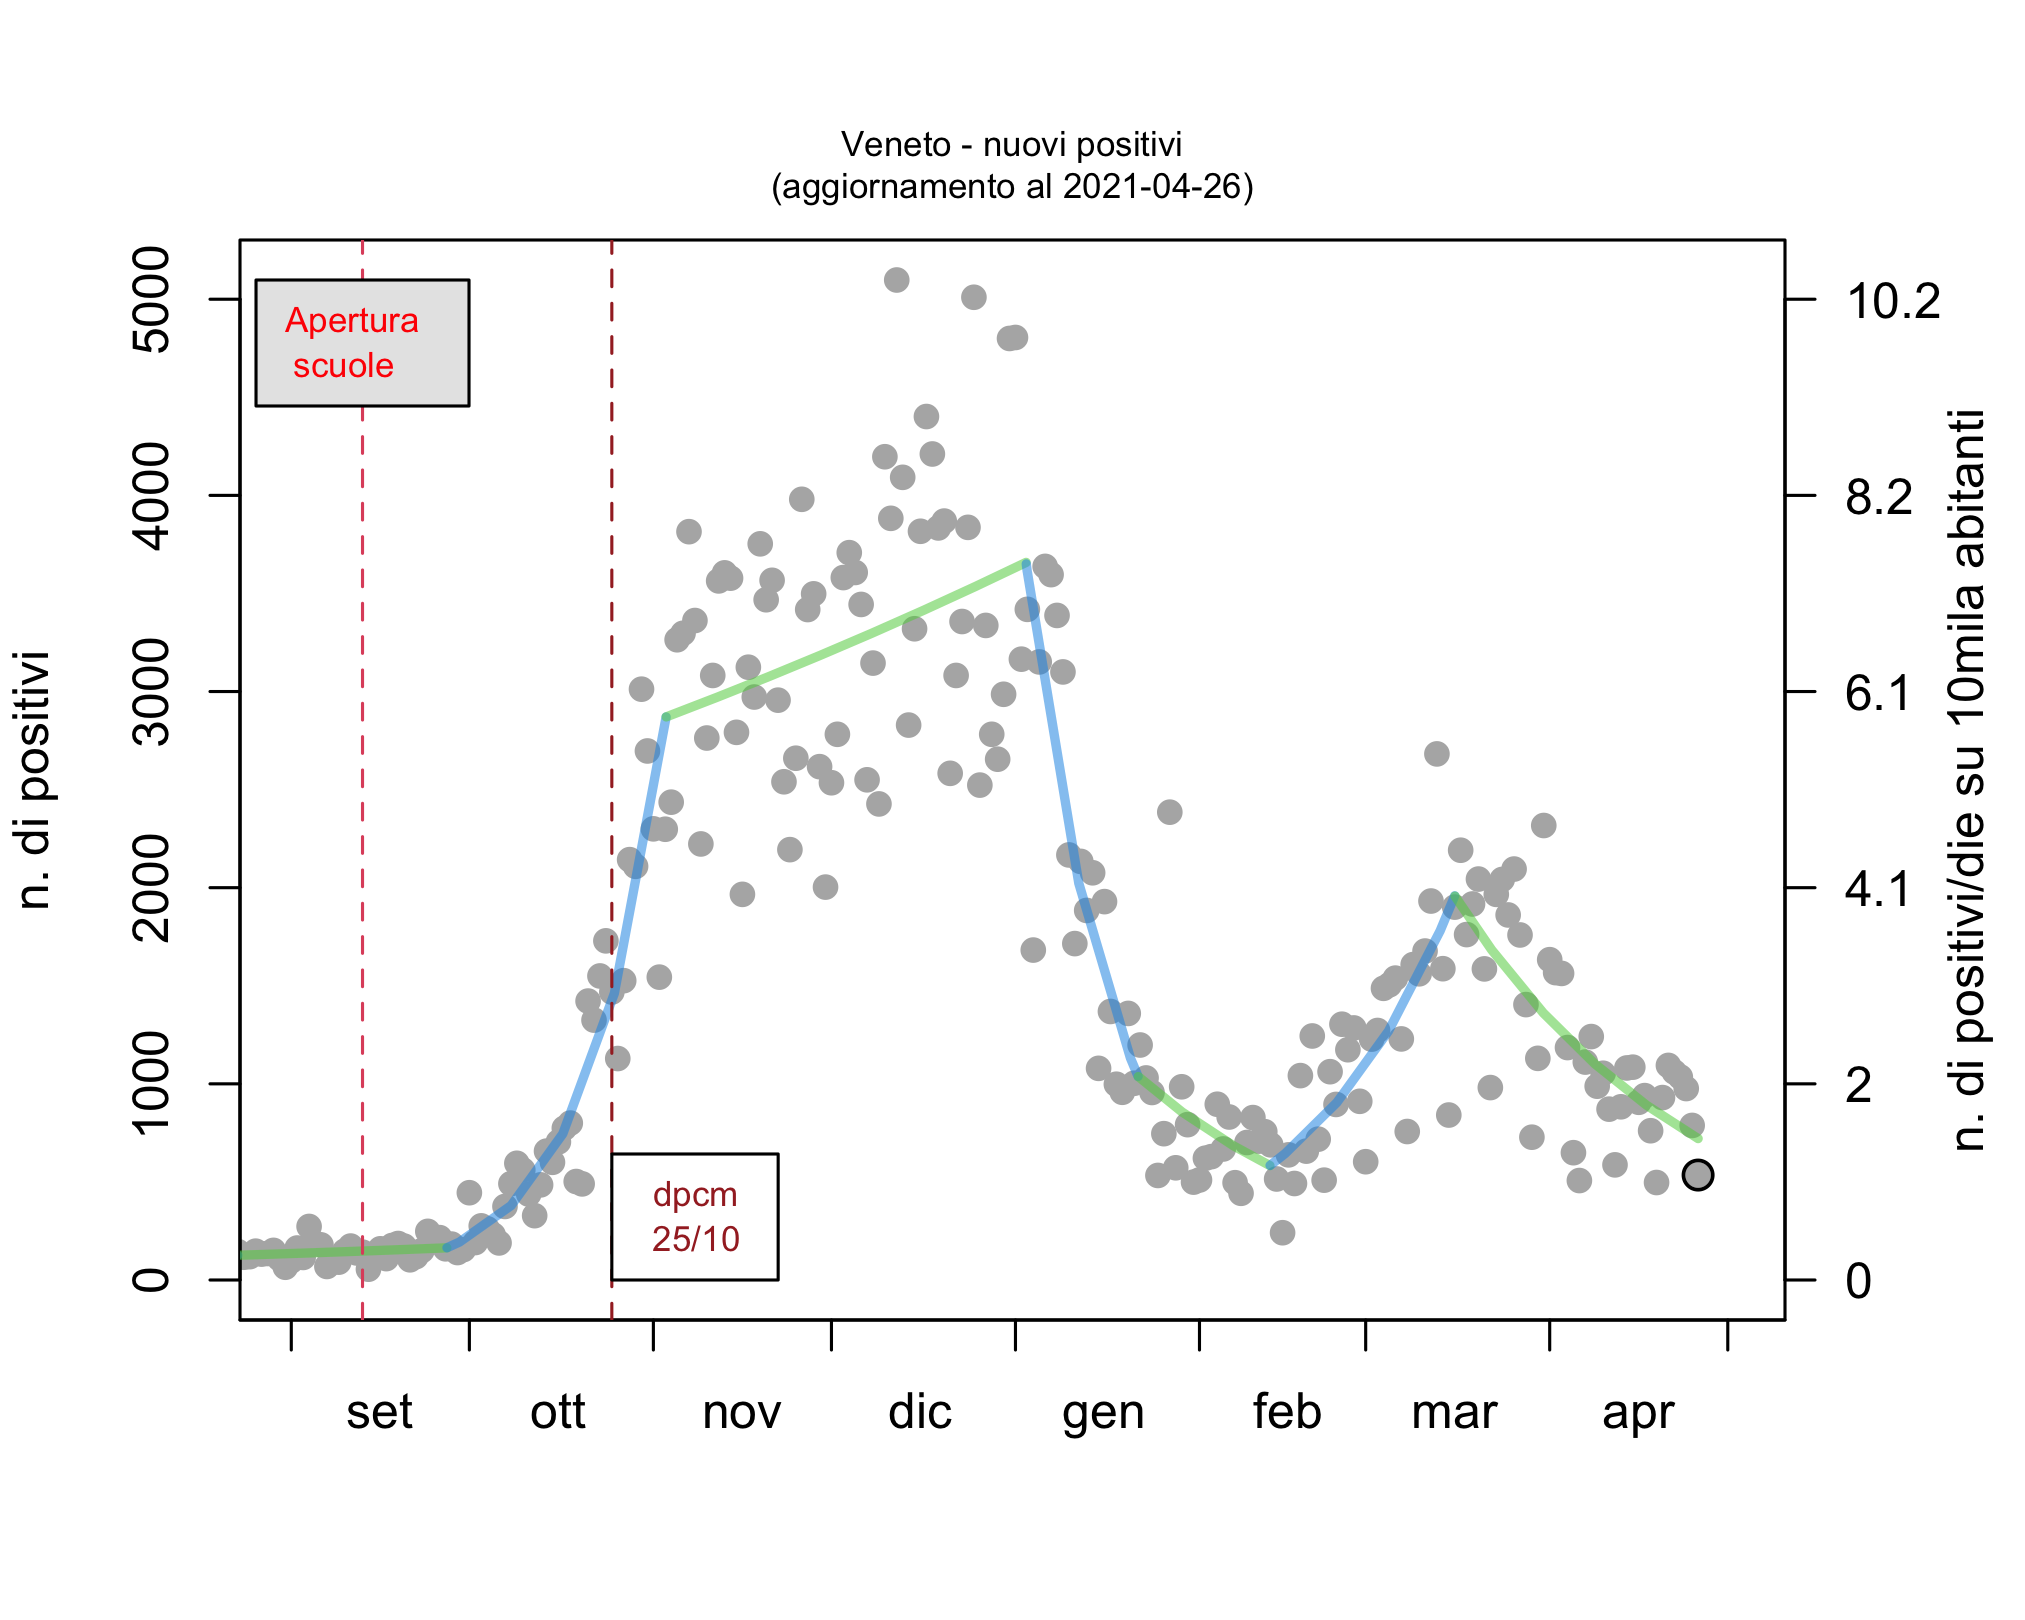 Veneto - nuovi positivi
(aggiornamento al 2021-04-26)
n. di positivi
5000
4000
3000
2000
1000
0
Apertura
scuole
dpcm
25/10
10.2
8.2
6.1
4.1
2
0
n. di positivi/die su 10mila abitanti
set ott nov dic gen feb mar apr